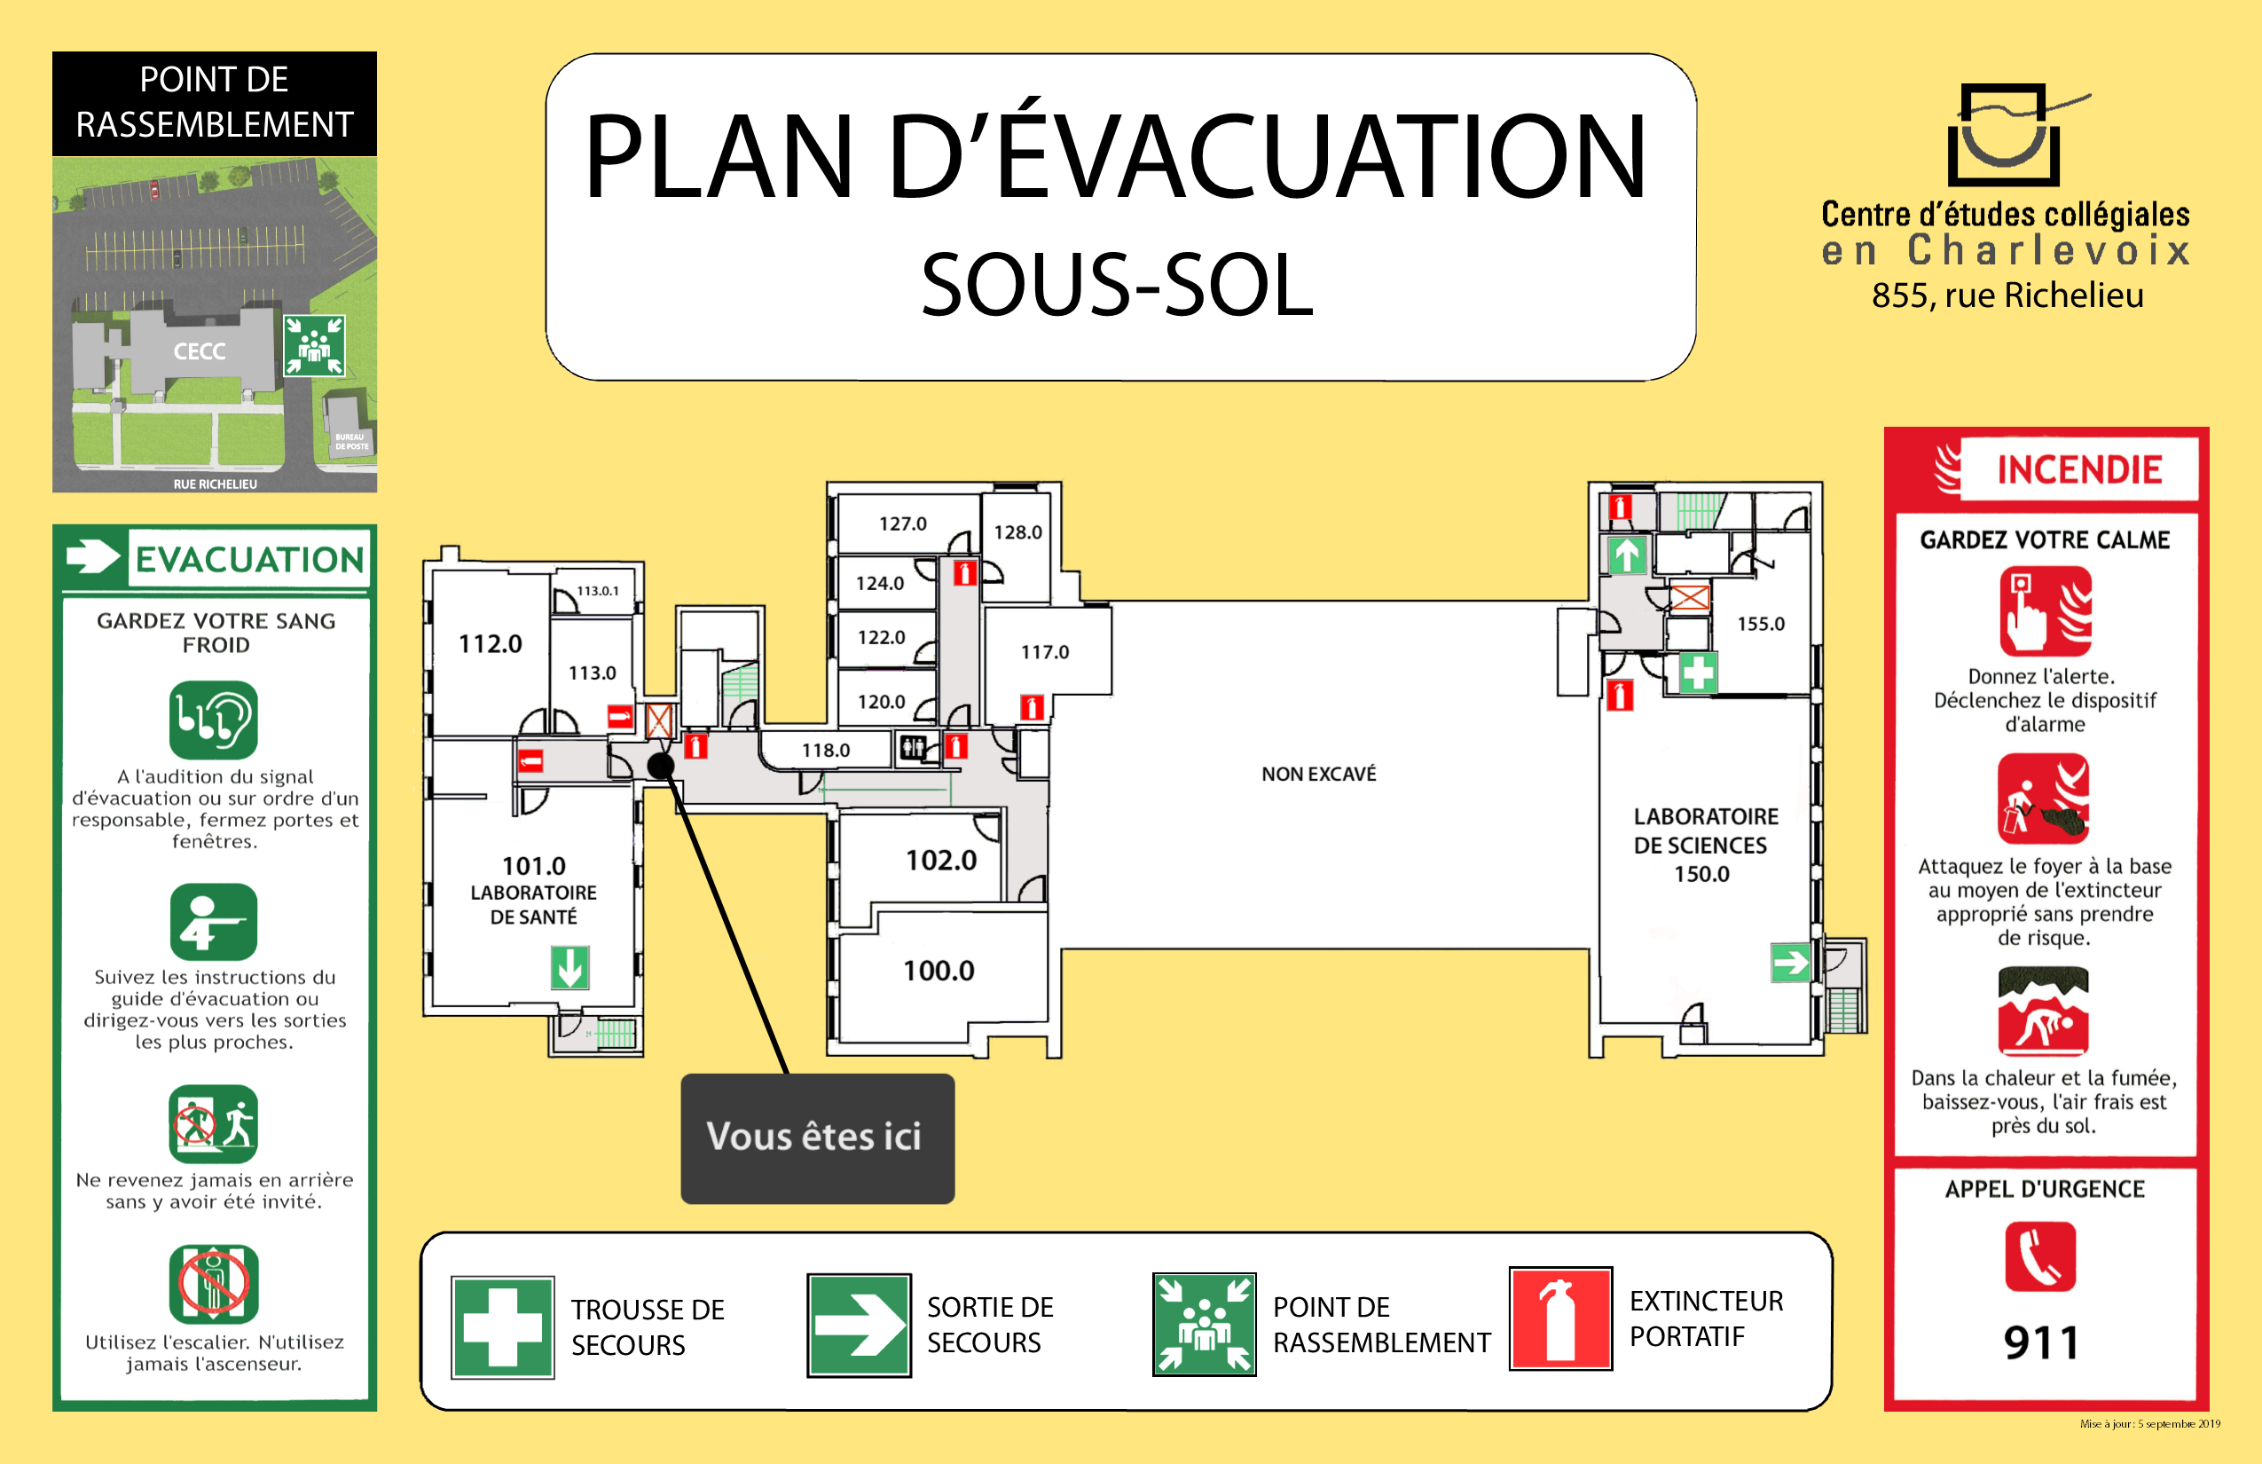 POINT DE
RASSEMBLEMENT
CECC
BUREAU
DE POSTE
RUE RICHELIEU
PLAN D’ÉVACUATION
SOUS-SOL
Centre d’études collégiales
en Charlevoix
855, rue Richelieu
EVACUATION
GARDEZ VOTRE SANG
FROID
A l'audition du signal
d'évacuation ou sur ordre d'un
responsable, fermez portes et
fenêtres.
Suivez les instructions du
guide d'évacuation ou
dirigez-vous vers les sorties
les plus proches.
Ne revenez jamais en arrière
sans y avoir été invité.
Utilisez l'escalier. N'utilisez
jamais l'ascenseur.
127.0
128.0
124.0
113.0.1
122.0
112.0
113.0
117.0
120.0
118.0
102.0
101.0
LABORATOIRE
DE SANTÉ
100.0
NON EXCAVÉ
155.0
LABORATOIRE
DE SCIENCES
150.0
Vous êtes ici
INCENDIE
GARDEZ VOTRE CALME
Donnez l'alerte.
Déclenchez le dispositif
d'alarme
Attaquez le foyer à la base
au moyen de l'extincteur
approprié sans prendre
de risque.
Dans la chaleur et la fumée,
baissez-vous, l'air frais est
près du sol.
APPEL D'URGENCE
911
TROUSSE DE
SECOURS
SORTIE DE
SECOURS
POINT DE
RASSEMBLEMENT
EXTINCTEUR
PORTATIF
Mise à jour : 5 septembre 2019